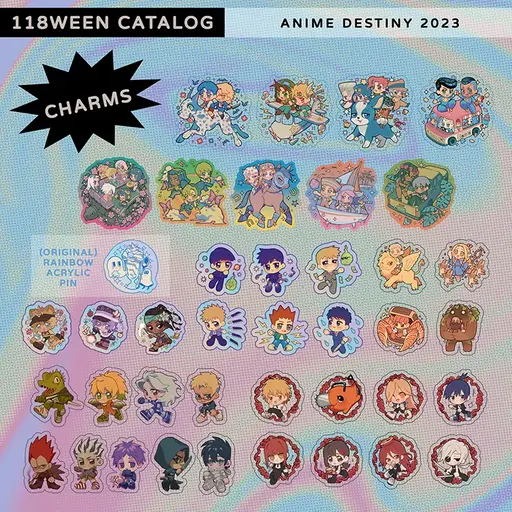 118WEEN CATALOG
ANIME DESTINY 2023
CHARMS
(ORIGINAL)
RAINBOW
ACRYLIC
PIN